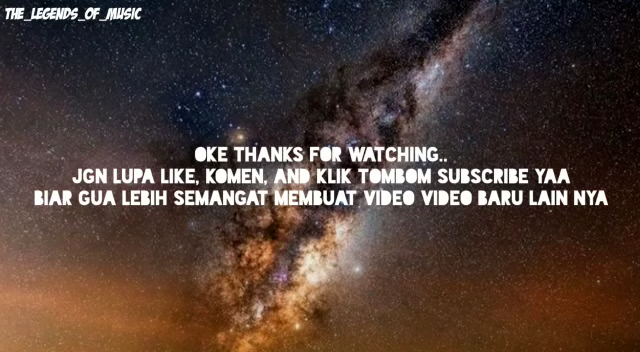 THE_LEGENDS_OF_MUSIC
OKE THANKS FOR WATCHING..
JGN LUPA LIKE, KOMEN, AND KLIK TOMBOM SUBSCRIBE YAA
BIAR GUA LEBIH SEMANGAT MEMBUAT VIDEO VIDEO BARU LAIN NYA